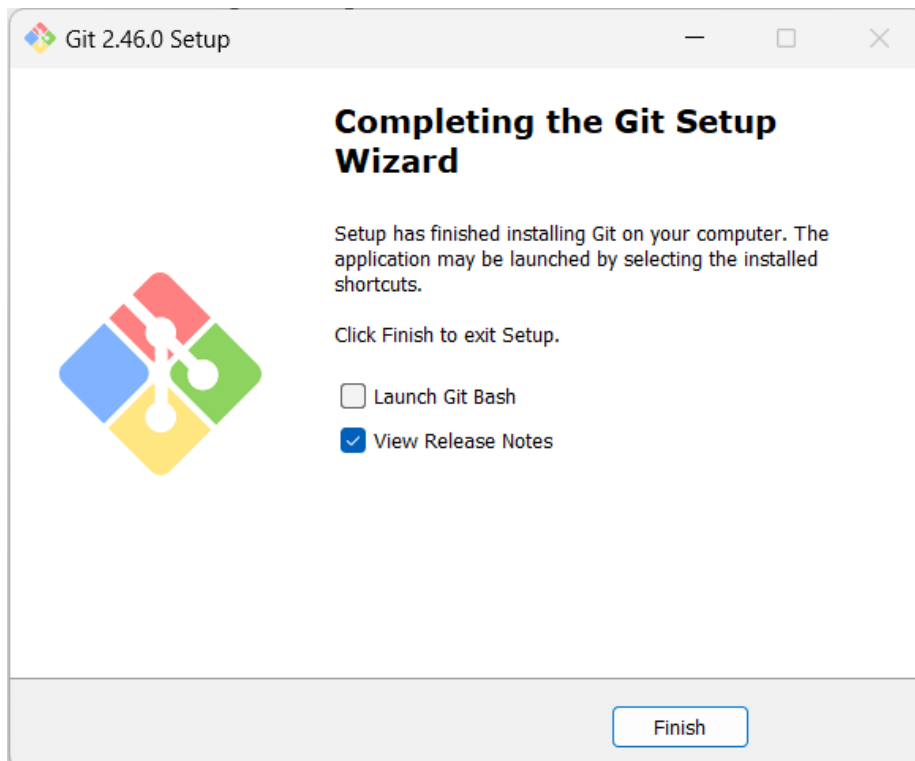 Git 2.46.0 Setup
Completing the Git Setup
Wizard
Setup has finished installing Git on your computer. The
application may be launched by selecting the installed
shortcuts.
Click Finish to exit Setup.
Launch Git Bash
View Release Notes
Finish